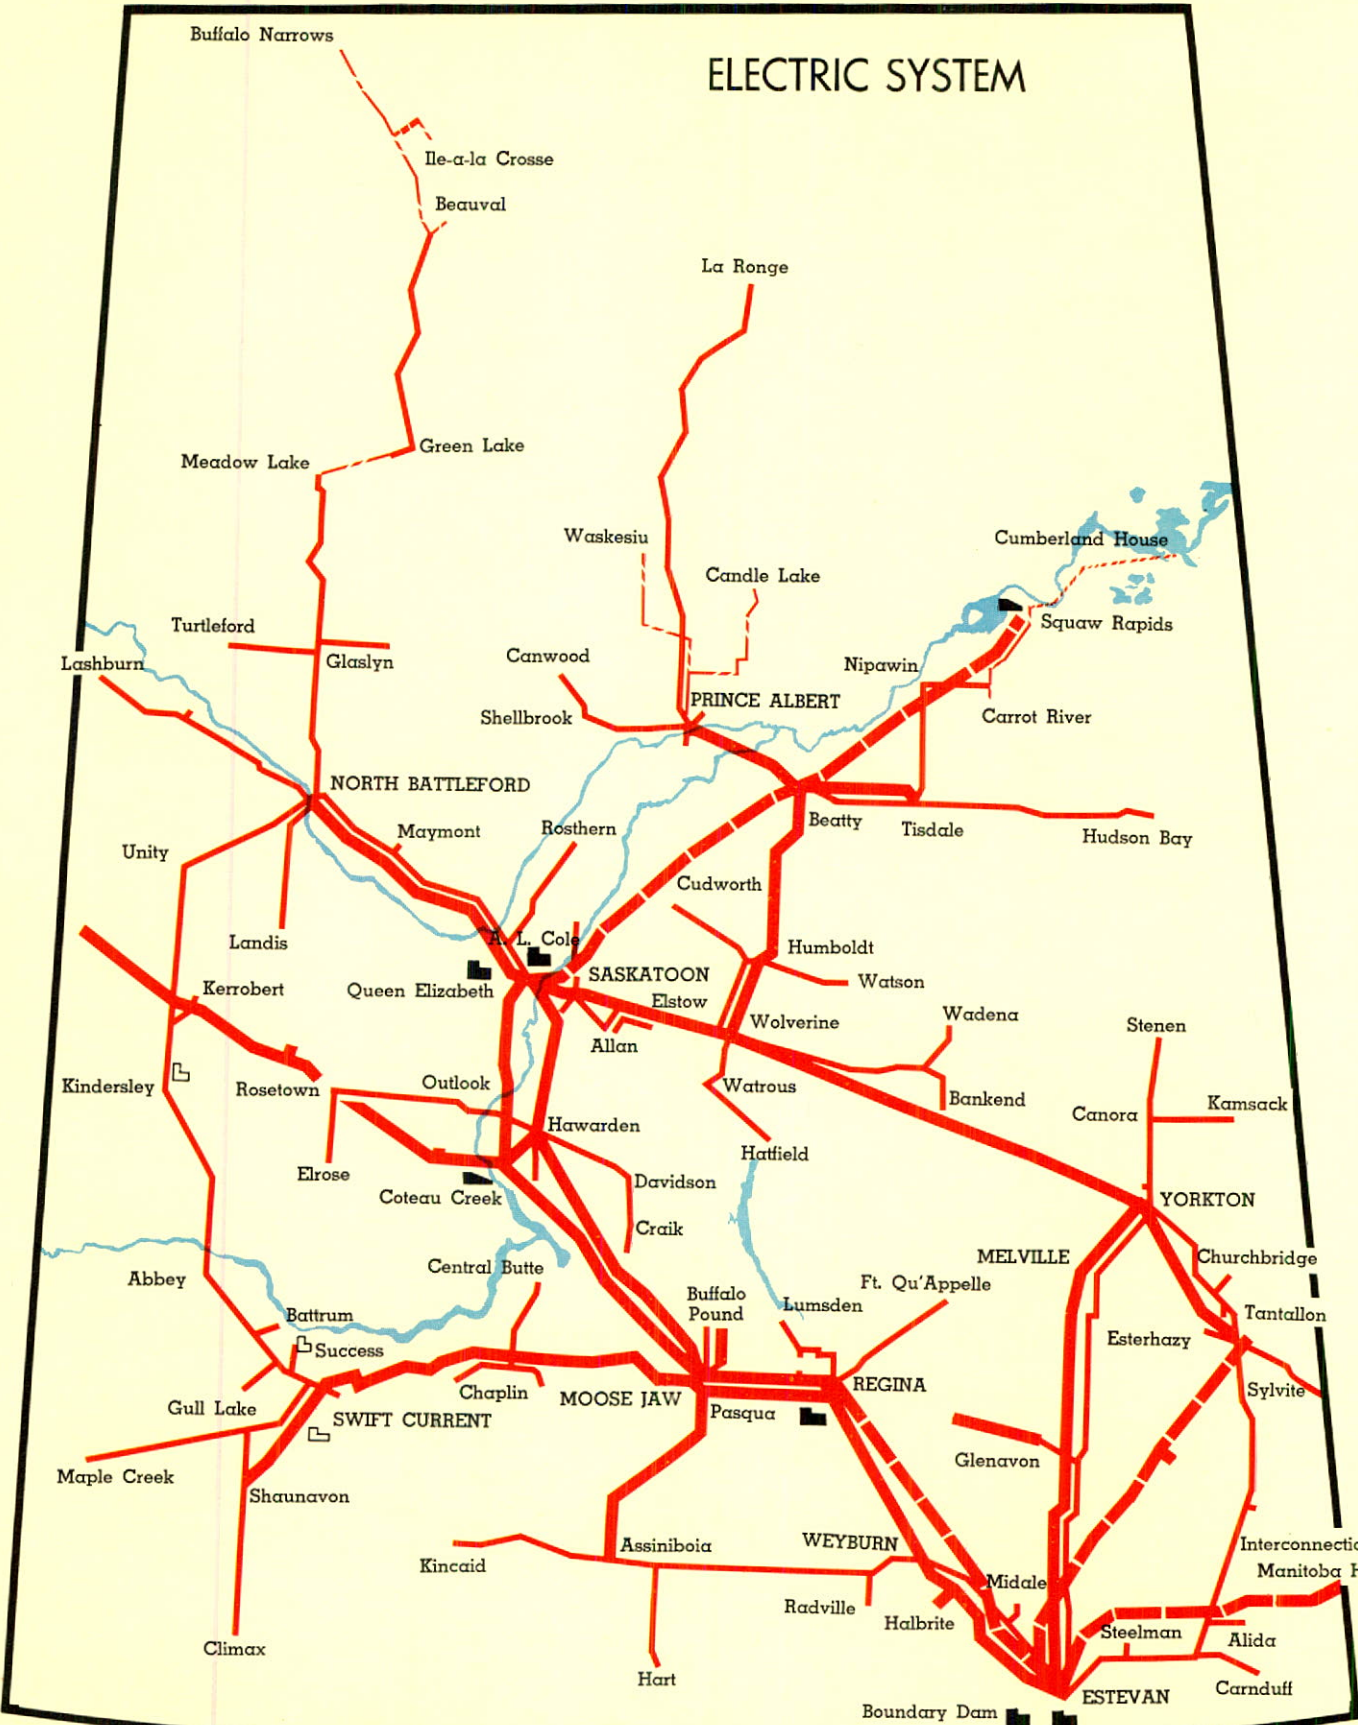 Buffalo Narrows
ELECTRIC SYSTEM
Ile-a-la Crosse
Beauval
La Ronge
Green Lake
Meadow Lake
Waskesiu
Cumberland House
Candle Lake
Squaw Rapids
Turtleford
Lashburn
Glaslyn
Canwood
Nipawin
PRINCE ALBERT
Shellbrook
Carrot River
NORTH BATTLEFORD
Maymont
Rosthern
Beatty
Tisdale
Hudson Bay
Unity
Cudworth
Landis
A. L. Cole
Humboldt
SASKATOON
Watson
Kerrobert
Queen Elizabeth
Elstow
Wolverine
Wadena
Stenen
Allan
Kindersley
Rosetown
Outlook
Watrous
Bankend
Kamsack
Canora
Hawarden
Hatfield
Elrose
Davidson
Coteau Creek
YORKTON
Craik
MELVILLE
Churchbridge
Central Butte
Abbey
Ft. Qu'Appelle
Buffalo
Pound
Lumsden
Battrum
Tantallon
Esterhazy
Success
Chaplin
MOOSE JAW
REGINA
Sylvite
Gull Lake
SWIFT CURRENT
Pasqua
Glenavon
Maple Creek
Shaunavon
WEYBURN
Assiniboia
Interconnectio
Kincaid
Manitoba H
Midale
Radville
Halbrite
Steelman
Alida
Climax
Hart
Carnduff
ESTEVAN
Boundary Dam